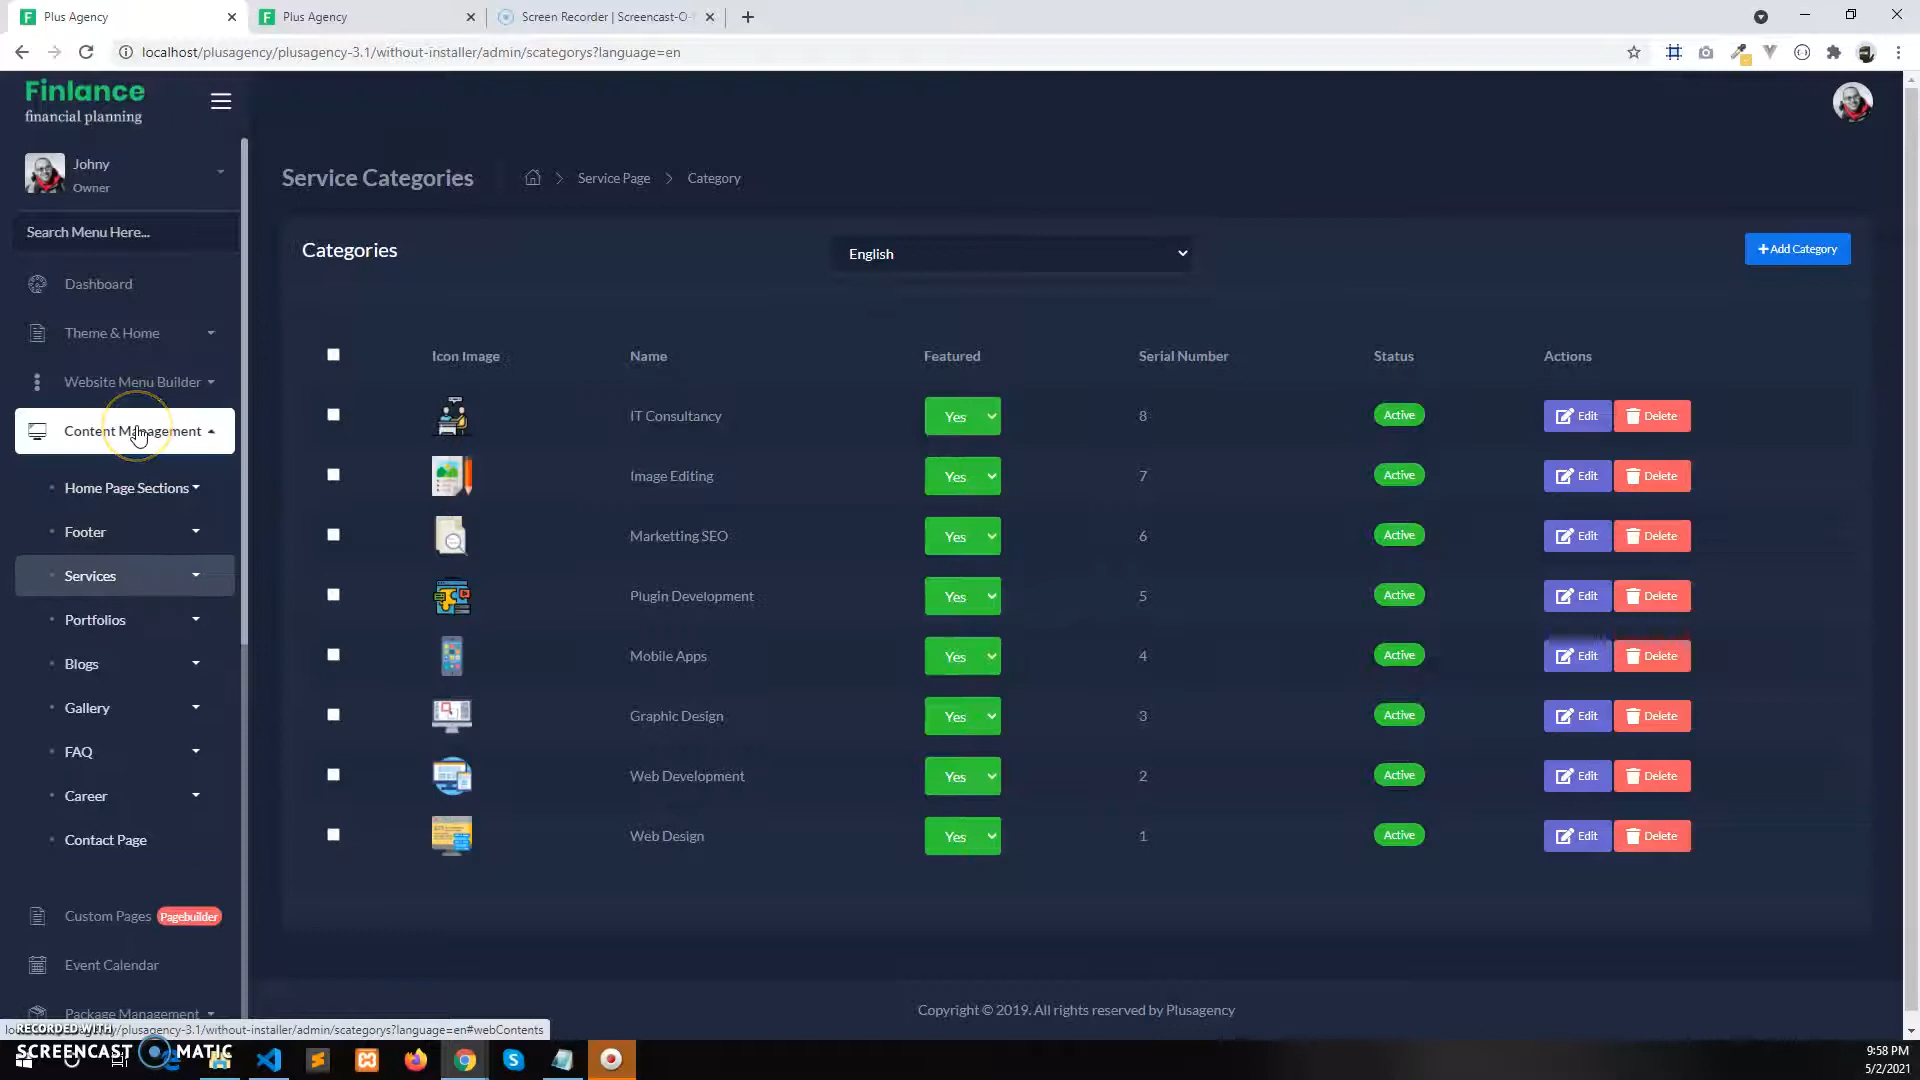 Plus Agency
Plus Agency
Screen Recorder | Screencast-O-
localhost/plusagency/plusagency-3.1/without-installer/admin/scategorys?language=en
Finlance
financial planning
Johny
Owner
Search Menu Here...
Dashboard
Theme & Home
Website Menu Builder
Content Management
Home Page Sections
Footer
Services
Portfolios
Blogs
Gallery
FAQ
Career
Contact Page
Custom Pages Pagebuilder
Event Calendar
Package Management
Service Categories
Service Page
Category
Categories
English
+Add Category
Icon Image Name Featured Serial Number Status Actions
IT Consultancy Yes 8 Active Edit Delete
Image Editing Yes 7 Active Edit Delete
Marketting SEO Yes 6 Active Edit Delete
Plugin Development Yes 5 Active Edit Delete
Mobile Apps Yes 4 Active Edit Delete
Graphic Design Yes 3 Active Edit Delete
Web Development Yes 2 Active Edit Delete
Web Design Yes 1 Active Edit Delete
Copyright © 2019. All rights reserved by Plusagency
/plusagency-3.1/without-installer/admin/scategorys?language=en#webContents
RECORDED WITH
SCREENCAST MATIC
9:58 PM
5/2/2021